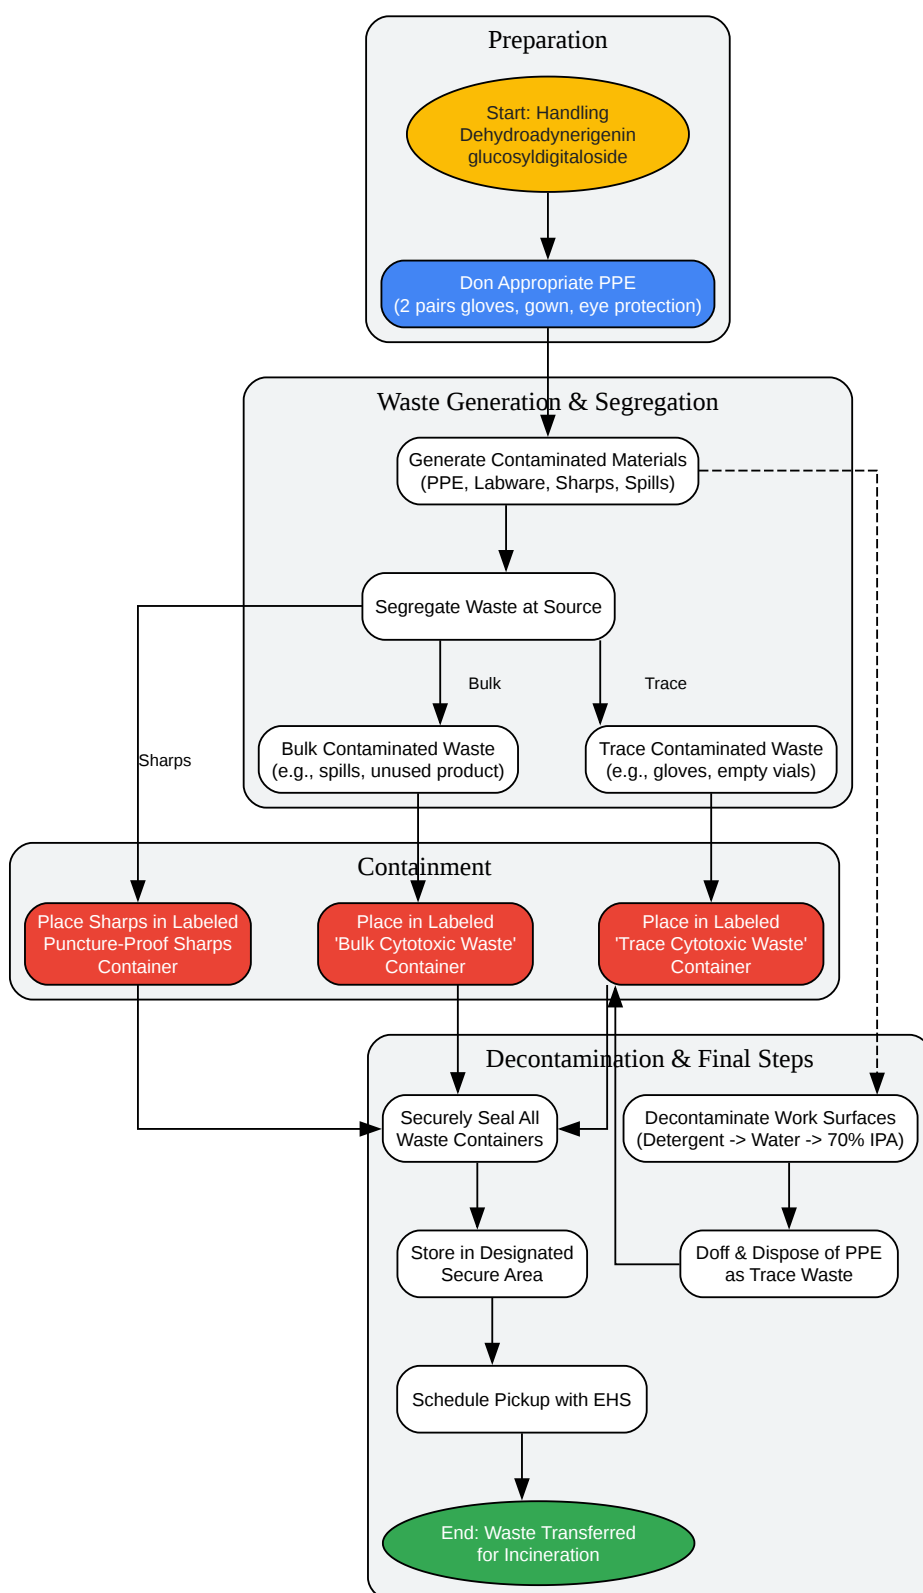 Preparation
Start: Handling
Dehydroadynerigenin
glucosyldigitaloside
Don Appropriate PPE
(2 pairs gloves, gown, eye protection)
Waste Generation & Segregation
Generate Contaminated Materials
(PPE, Labware, Sharps, Spills)
Segregate Waste at Source
Bulk
Trace
Sharps
Bulk Contaminated Waste
(e.g., spills, unused product)
Trace Contaminated Waste
(e.g., gloves, empty vials)
Containment
Place Sharps in Labeled
Puncture-Proof Sharps
Container
Place in Labeled
'Bulk Cytotoxic Waste'
Container
Place in Labeled
'Trace Cytotoxic Waste'
Container
Decontamination & Final Steps
Securely Seal All
Waste Containers
Decontaminate Work Surfaces
(Detergent -> Water -> 70% IPA)
Store in Designated
Secure Area
Doff & Dispose of PPE
as Trace Waste
Schedule Pickup with EHS
End: Waste Transferred
for Incineration